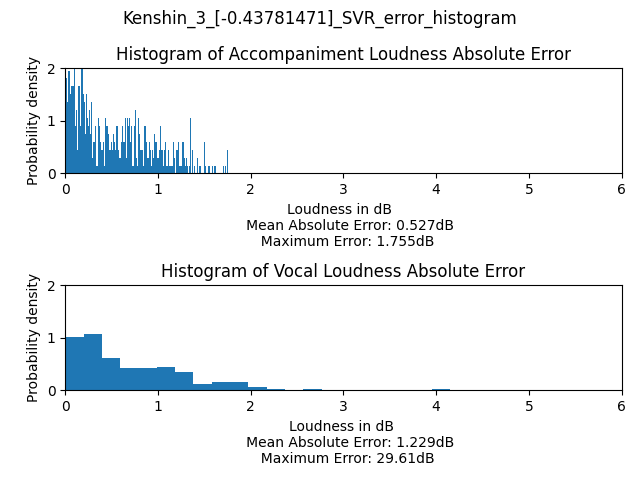 Kenshin_3_[-0.43781471]_SVR_error_histogram
Histogram of Accompaniment Loudness Absolute Error
Probability density
2
1
0
0 1 2 3 4 5 6
Loudness in dB
Mean Absolute Error: 0.527dB
Maximum Error: 1.755dB
Histogram of Vocal Loudness Absolute Error
Probability density
2
1
0
0 1 2 3 4 5 6
Loudness in dB
Mean Absolute Error: 1.229dB
Maximum Error: 29.61dB